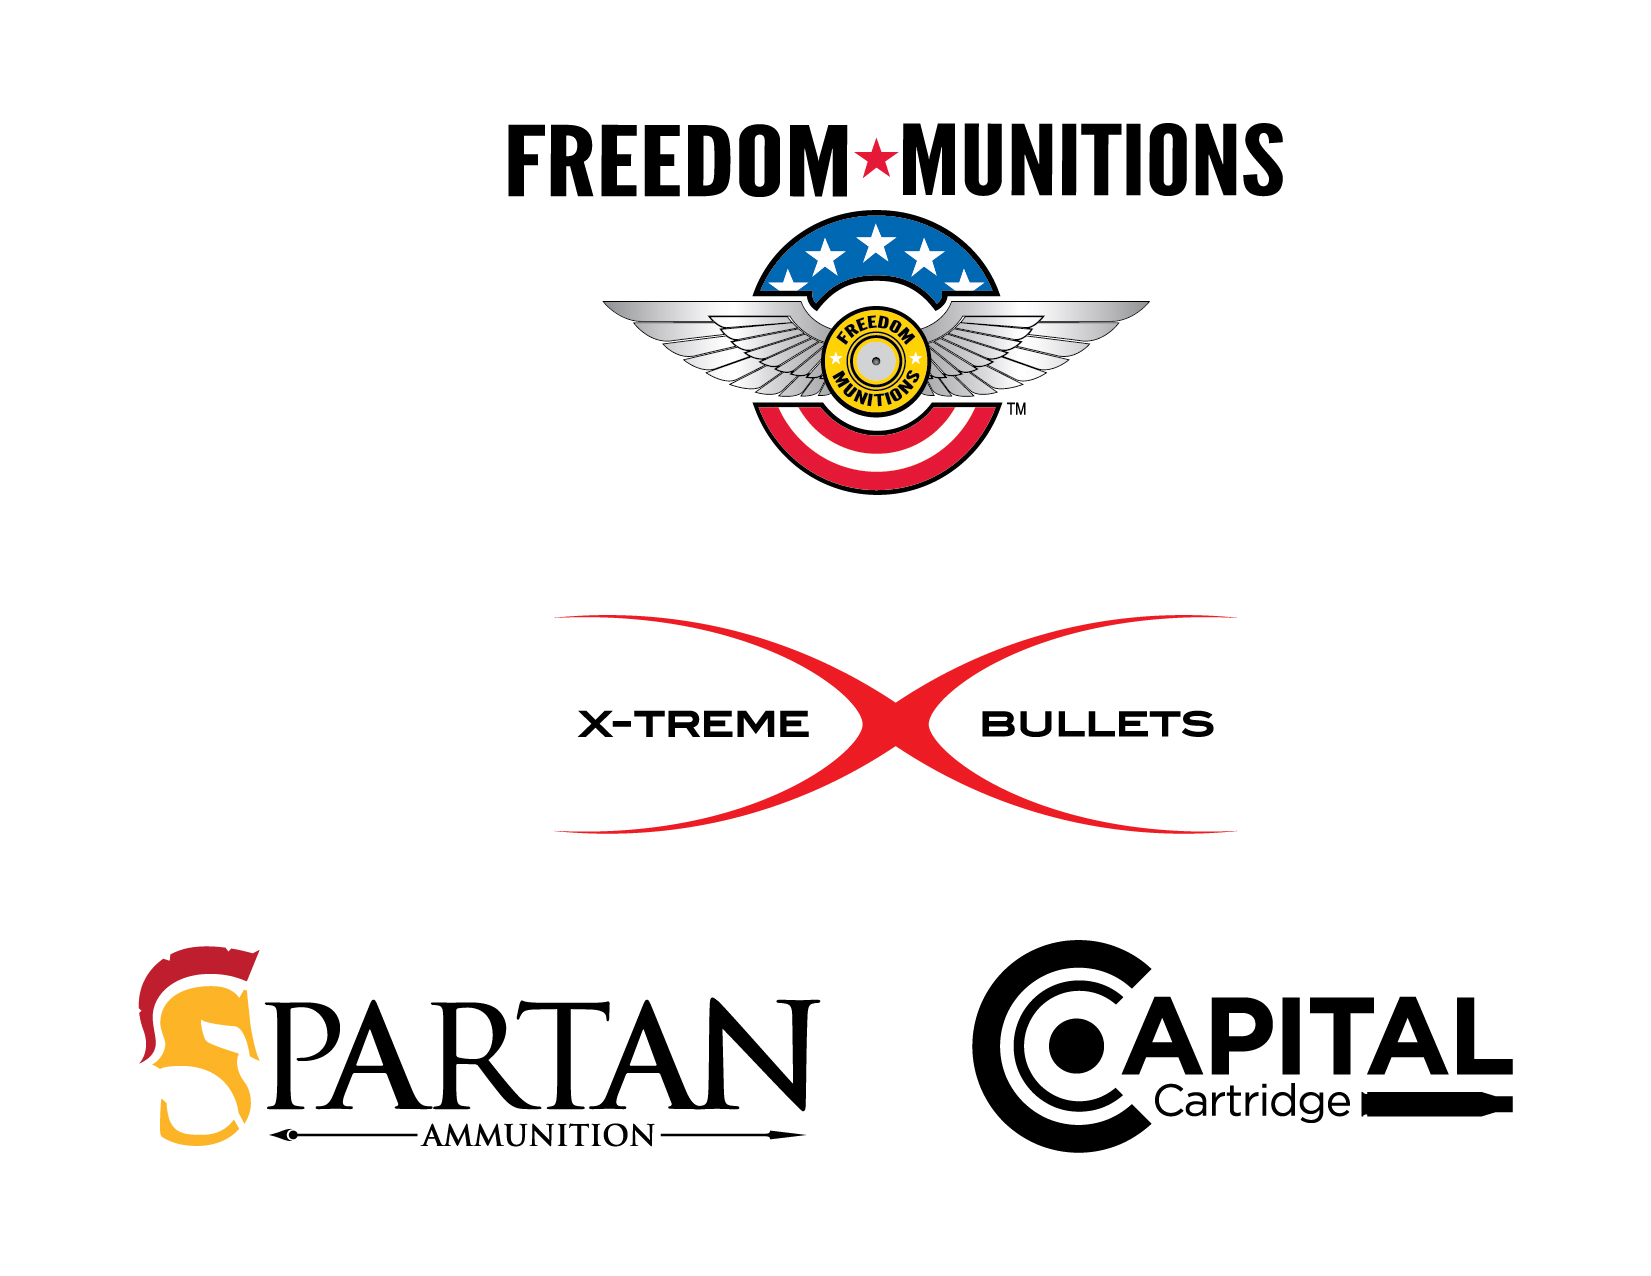 FREEDOM★MUNITIONS
FREEDOM
MUNITIONS
TM
X-TREME BULLETS
SPARTAN
AMMUNITION
CAPITAL
Cartridge